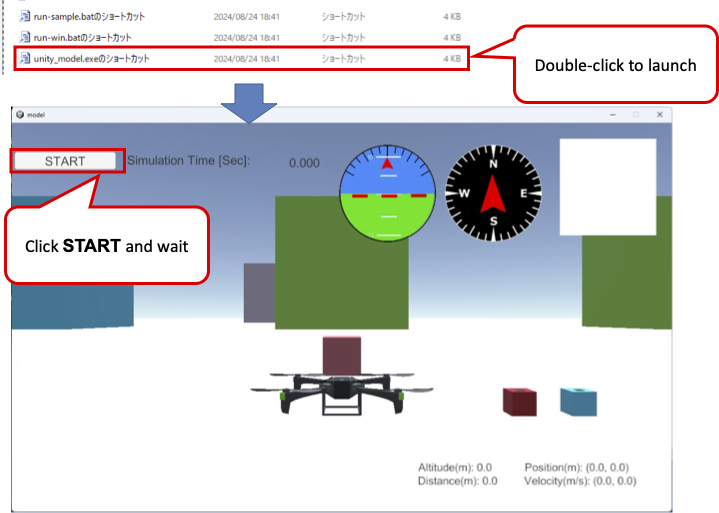 run-sample.batのショートカット 2024/08/24 18:41 ショートカット 4 KB
run-win.batのショートカット 2024/08/24 18:41 ショートカット 4 KB
unity_model.exeのショートカット 2024/08/24 18:41 ショートカット 4 KB
Double-click to launch
model
START Simulation Time [Sec]: 0.000
N
W E
S
Click START and wait
Altitude(m): 0.0 Position(m): (0.0, 0.0)
Distance(m): 0.0 Velocity(m/s): (0.0, 0.0)